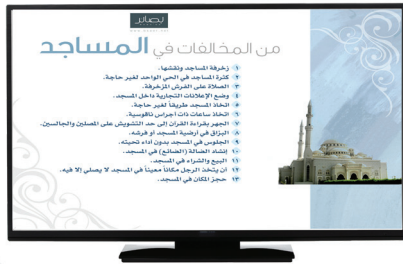 بصائر
من المخالفات في المساجد
١ زخرفة المساجد ونقشها.
٢ كثرة المساجد في الحي الواحد لغير حاجة.
٣ الصلاة على الفرش المزخرفة.
٤ وضع الإعلانات التجارية داخل المسجد.
٥ اتخاذ المسجد طريقاً لغير حاجة.
٦ اتخاذ ساعات ذات أجراس ناقوسية.
٧ الجهر بقراءة القرآن إلى حد التشويش على المصلين والجالسين.
٨ البزاق في أرضية المسجد أو فرشه.
٩ الجلوس في المسجد بدون أداء تحيته.
١٠ إنشاد الضالة (الضائع) في المسجد.
١١ البيع والشراء في المسجد.
١٢ أن يتخذ الرجل مكاناً معيناً في المسجد لا يصلي إلا فيه.
١٣ حجز المكان في المسجد.